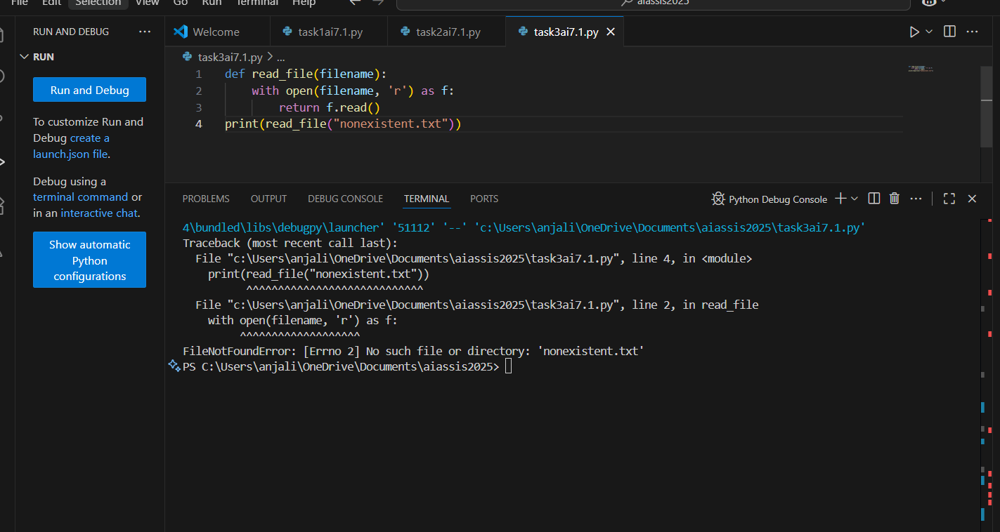 File Edit Selection View Go Run Terminal Help
aiassis2025
RUN AND DEBUG
RUN
Run and Debug
To customize Run and
Debug create a
launch.json file.
Debug using a
terminal command or
in an interactive chat.
Show automatic
Python
configurations
Welcome task1ai7.1.py task2ai7.1.py task3ai7.1.py
task3ai7.1.py > ...
1 def read_file(filename):
2     with open(filename, 'r') as f:
3         return f.read()
4 print(read_file("nonexistent.txt"))
PROBLEMS OUTPUT DEBUG CONSOLE TERMINAL PORTS
Python Debug Console
4\bundled\libs\debugpy\launcher' '51112' '--' 'c:\Users\anjali\OneDrive\Documents\aiassis2025\task3ai7.1.py'
Traceback (most recent call last):
  File "c:\Users\anjali\OneDrive\Documents\aiassis2025\task3ai7.1.py", line 4, in <module>
    print(read_file("nonexistent.txt"))
          ^^^^^^^^^^^^^^^^^^^^^^^^^^^^
  File "c:\Users\anjali\OneDrive\Documents\aiassis2025\task3ai7.1.py", line 2, in read_file
    with open(filename, 'r') as f:
         ^^^^^^^^^^^^^^^^^^^
FileNotFoundError: [Errno 2] No such file or directory: 'nonexistent.txt'
PS C:\Users\anjali\OneDrive\Documents\aiassis2025>